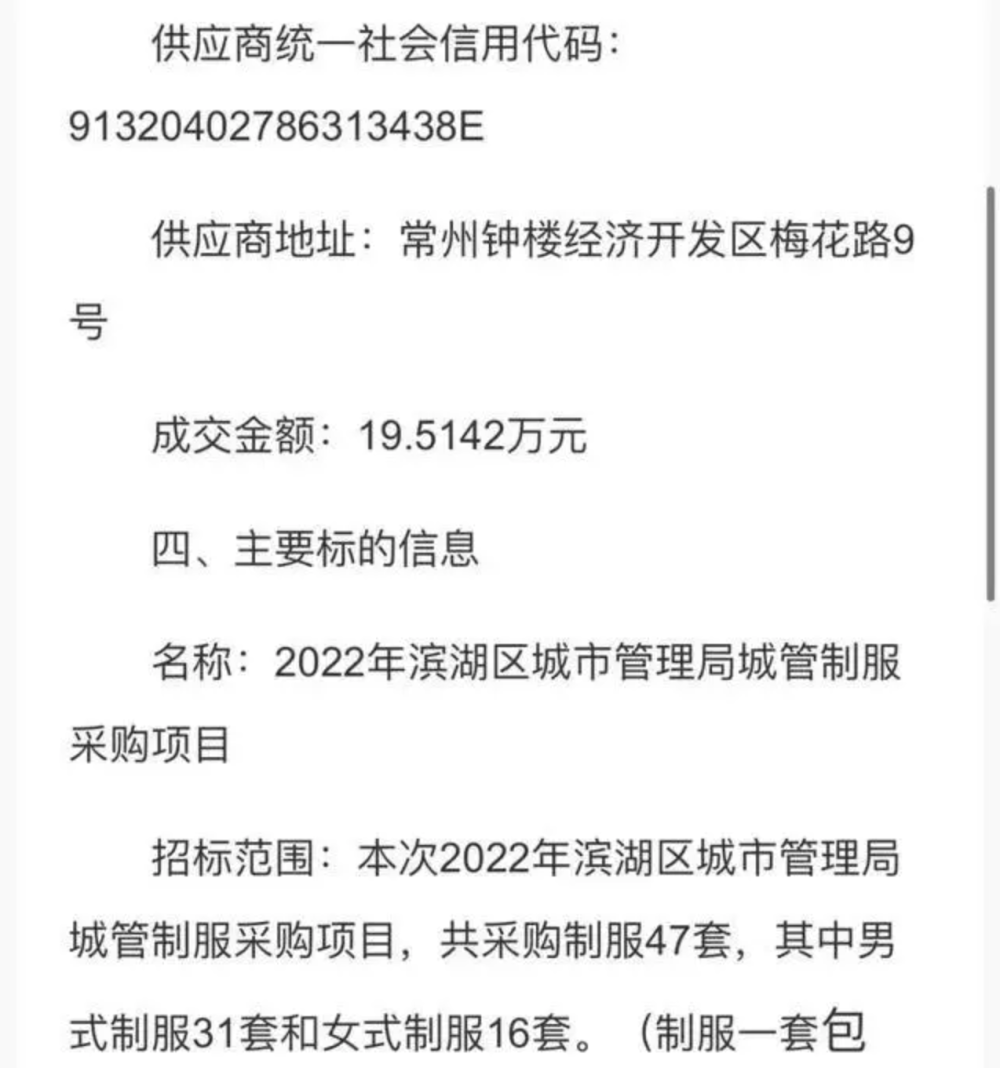 供应商统一社会信用代码：
91320402786313438E
供应商地址：常州钟楼经济开发区梅花路9
号
成交金额：19.5142万元
四、主要标的信息
名称：2022年滨湖区城市管理局城管制服
采购项目
招标范围：本次2022年滨湖区城市管理局
城管制服采购项目，共采购制服47套，其中男
式制服31套和女式制服16套。（制服一套包